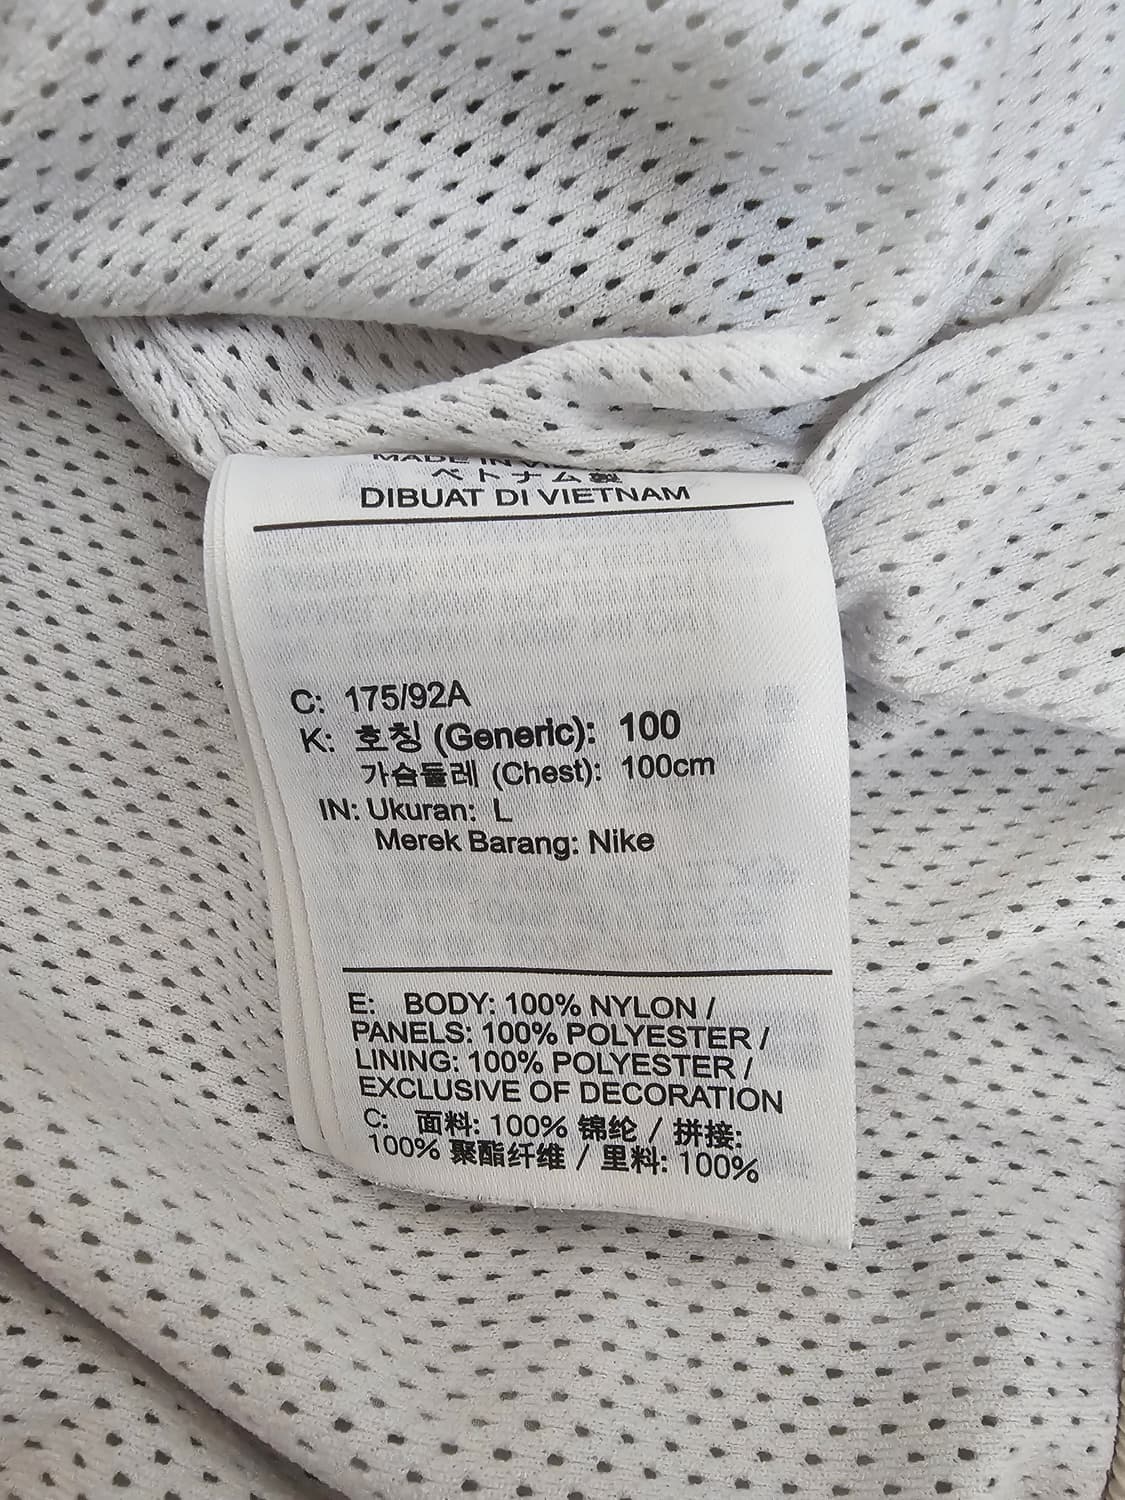 MADE IN
ベトナム製
DIBUAT DI VIETNAM
C: 175/92A
K: 호칭 (Generic): 100
가슴둘레 (Chest): 100cm
IN: Ukuran: L
Merek Barang: Nike
E: BODY: 100% NYLON /
PANELS: 100% POLYESTER /
LINING: 100% POLYESTER /
EXCLUSIVE OF DECORATION
C: 面料: 100% 锦纶 / 拼接:
100% 聚酯纤维 / 里料: 100%